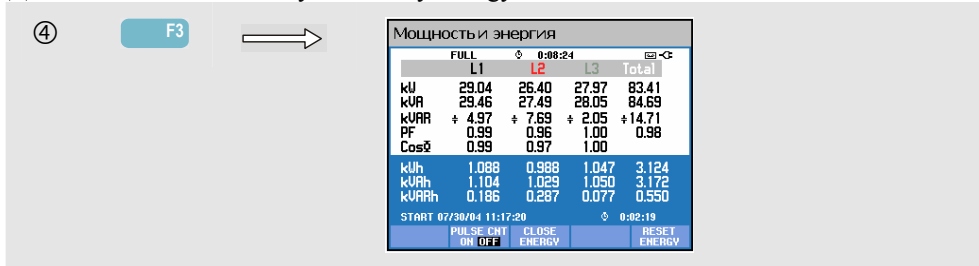 ④ F3
Мощность и энергия
FULL 0:08:24
L1 L2 L3 Total
kW 29.04 26.40 27.97 83.41
kVA 29.46 27.49 28.05 84.69
kVAR 4.97 7.69 2.05 14.71
PF 0.99 0.96 1.00 0.98
CosΦ 0.99 0.97 1.00
kWh 1.088 0.988 1.047 3.124
kVAh 1.104 1.029 1.050 3.172
kVARh 0.186 0.287 0.077 0.550
START 07/30/04 11:17:20 0:02:19
PULSE CNT CLOSE RESET
ON OFF ENERGY ENERGY